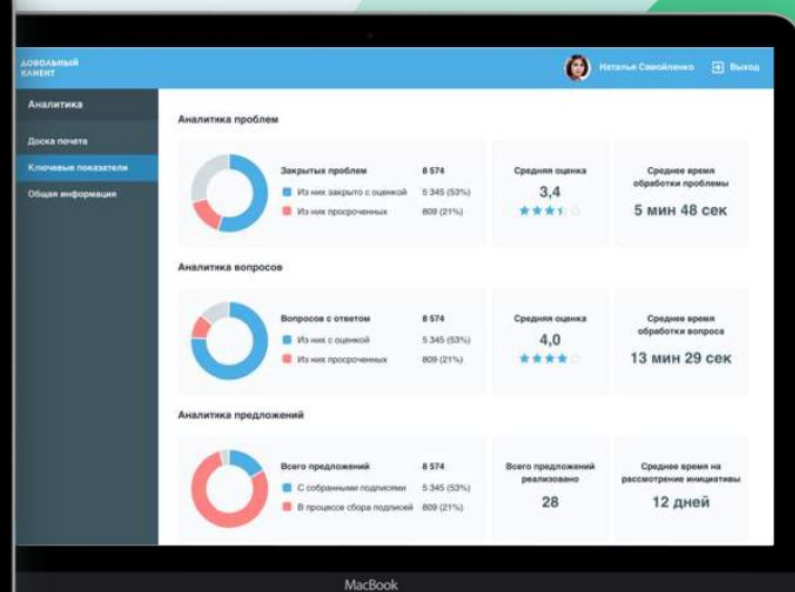 ДОВОЛЬНЫЙ
КЛИЕНТ
Наталья Самойленко
Выход
Аналитика
Доска почета
Ключевые показатели
Общая информация
Аналитика проблем
Закрытых проблем 8 574
Из них закрыто с оценкой 5 345 (53%)
Из них просроченных 809 (21%)
Средняя оценка
3,4
Среднее время
обработки проблемы
5 мин 48 сек
Аналитика вопросов
Вопросов с ответом 8 574
Из них с оценкой 5 345 (53%)
Из них просроченных 809 (21%)
Средняя оценка
4,0
Среднее время
обработки вопроса
13 мин 29 сек
Аналитика предложений
Всего предложений 8 574
С собранными подписями 5 345 (53%)
В процессе сбора подписей 809 (21%)
Всего предложений
реализовано
28
Среднее время на
рассмотрение инициативы
12 дней
MacBook